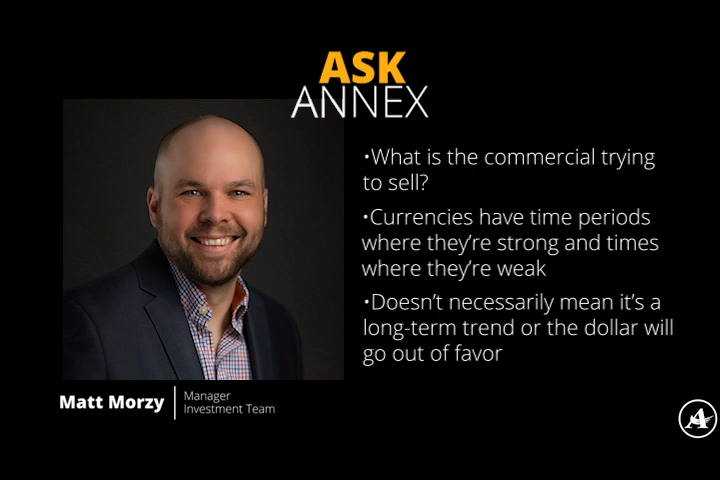 ASK
ANNEX
•What is the commercial trying
to sell?
•Currencies have time periods
where they're strong and times
where they're weak
•Doesn't necessarily mean it's a
long-term trend or the dollar will
go out of favor
Matt Morzy
Manager
Investment Team
A